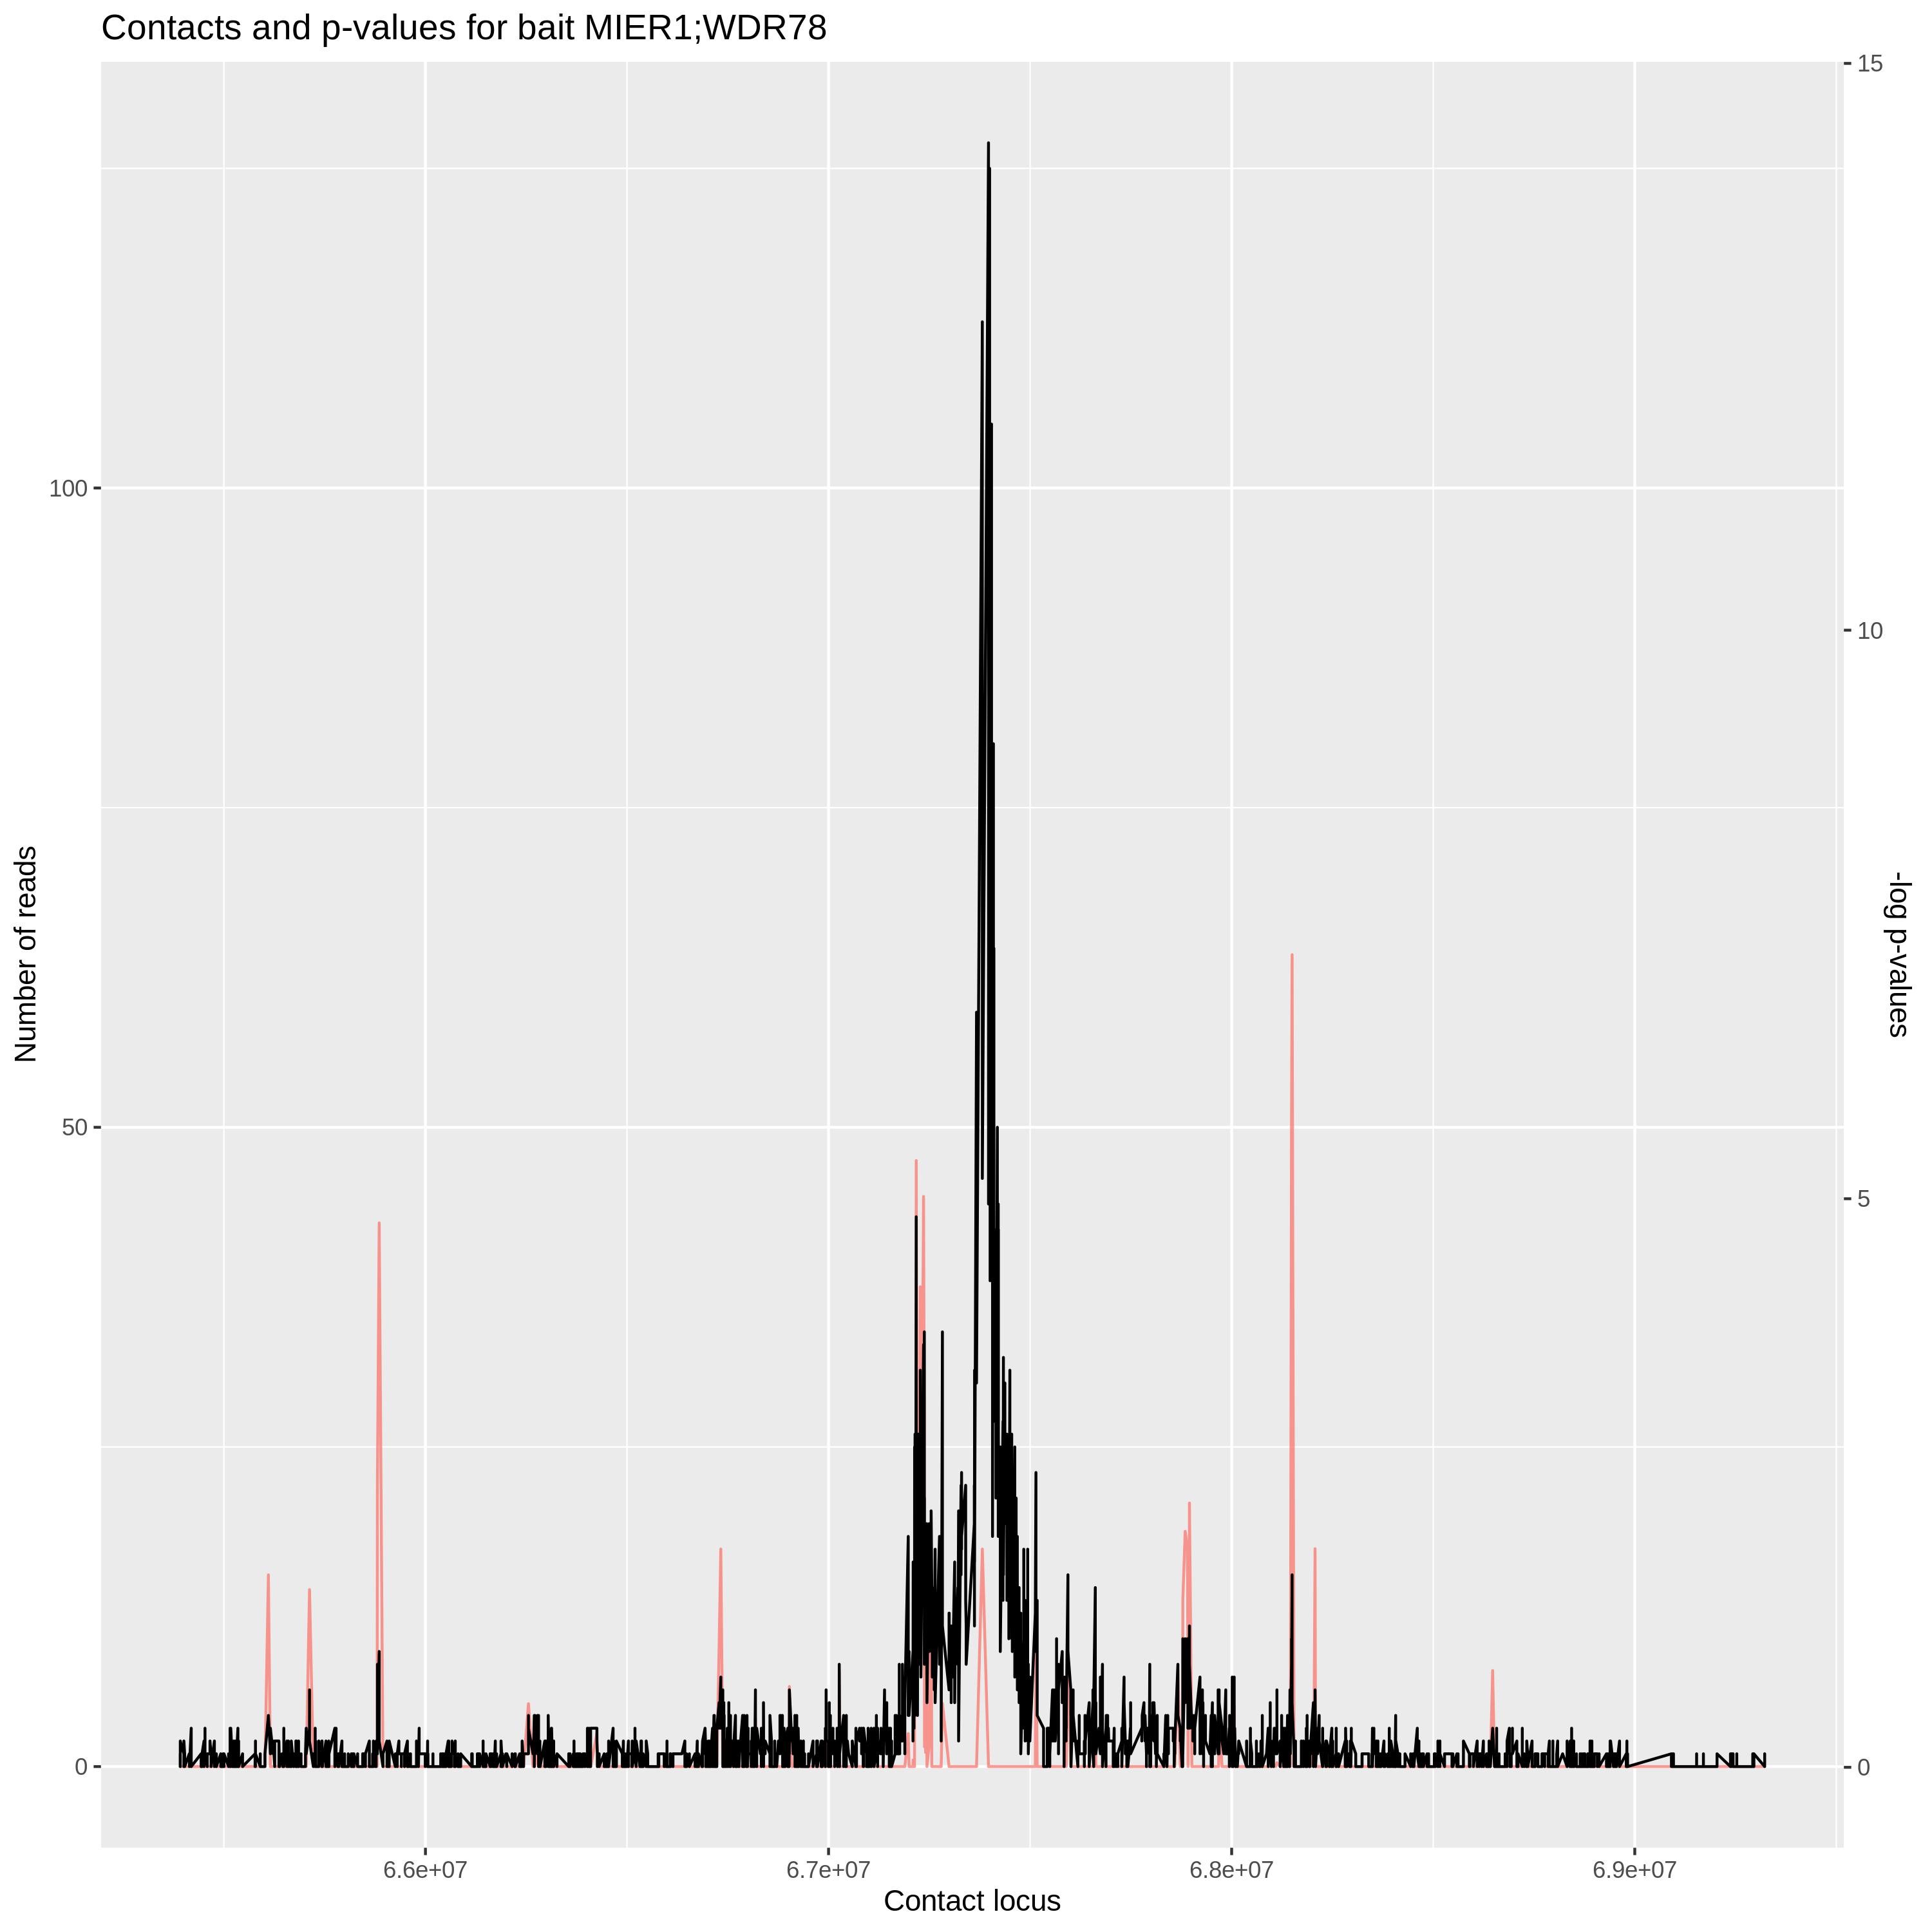 Contacts and p-values for bait MIER1;WDR78
15
100
10
Number of reads
-log p-values
50
5
0
0
6.6e+07
6.7e+07
6.8e+07
6.9e+07
Contact locus